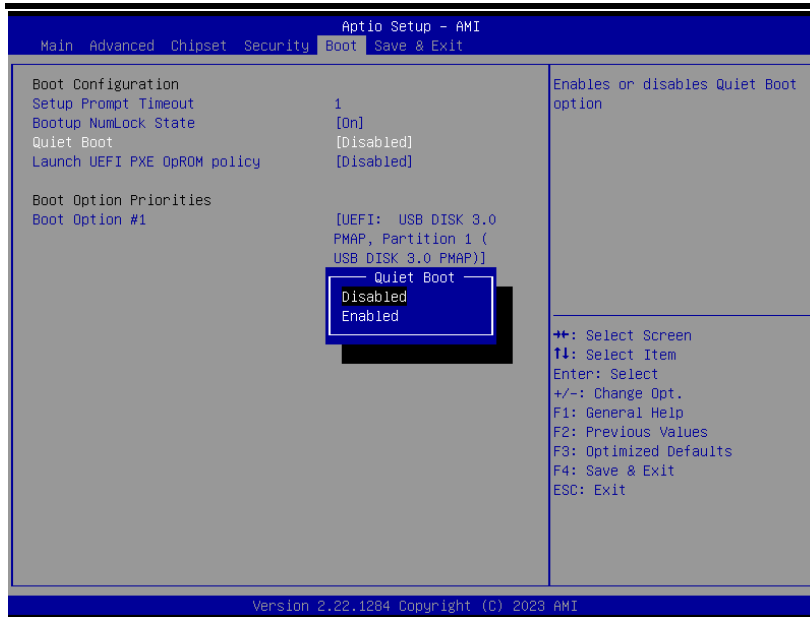 Aptio Setup – AMI
Main Advanced Chipset Security Boot Save & Exit
Boot Configuration
Setup Prompt Timeout 1
Bootup NumLock State [On]
Quiet Boot [Disabled]
Launch UEFI PXE OpROM policy [Disabled]
Boot Option Priorities
Boot Option #1 [UEFI: USB DISK 3.0
PMAP, Partition 1 (
USB DISK 3.0 PMAP)]
Quiet Boot
Disabled
Enabled
Enables or disables Quiet Boot
option
→←: Select Screen
↑↓: Select Item
Enter: Select
+/-: Change Opt.
F1: General Help
F2: Previous Values
F3: Optimized Defaults
F4: Save & Exit
ESC: Exit
Version 2.22.1284 Copyright (C) 2023 AMI